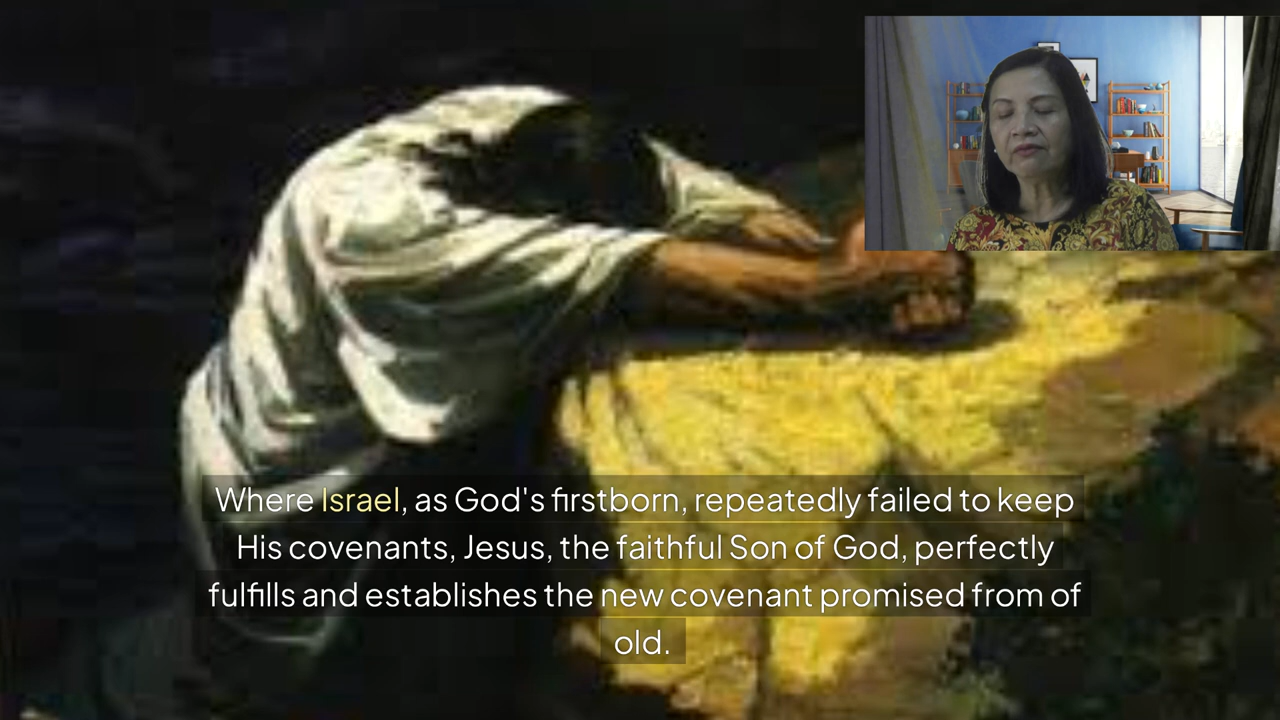 Where Israel, as God's firstborn, repeatedly failed to keep
His covenants, Jesus, the faithful Son of God, perfectly
fulfills and establishes the new covenant promised from of
old.